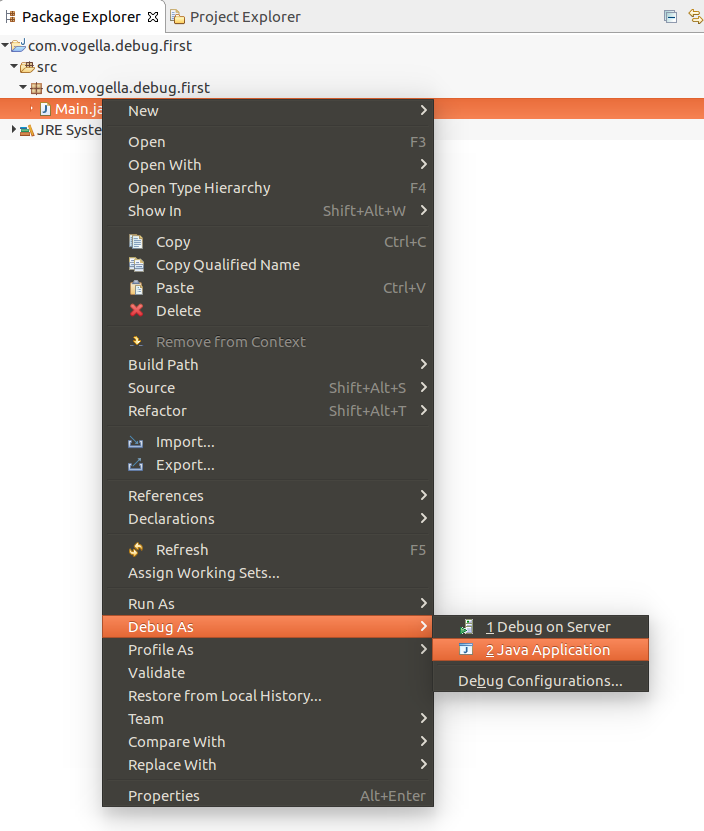 Package Explorer Project Explorer
com.vogella.debug.first
src
com.vogella.debug.first
Main.ja
JRE Syste
New
Open F3
Open With
Open Type Hierarchy F4
Show In Shift+Alt+W
Copy Ctrl+C
Copy Qualified Name
Paste Ctrl+V
Delete
Remove from Context
Build Path
Source Shift+Alt+S
Refactor Shift+Alt+T
Import...
Export...
References
Declarations
Refresh F5
Assign Working Sets...
Run As
Debug As
1 Debug on Server
Profile As
2 Java Application
Validate
Debug Configurations...
Restore from Local History...
Team
Compare With
Replace With
Properties Alt+Enter